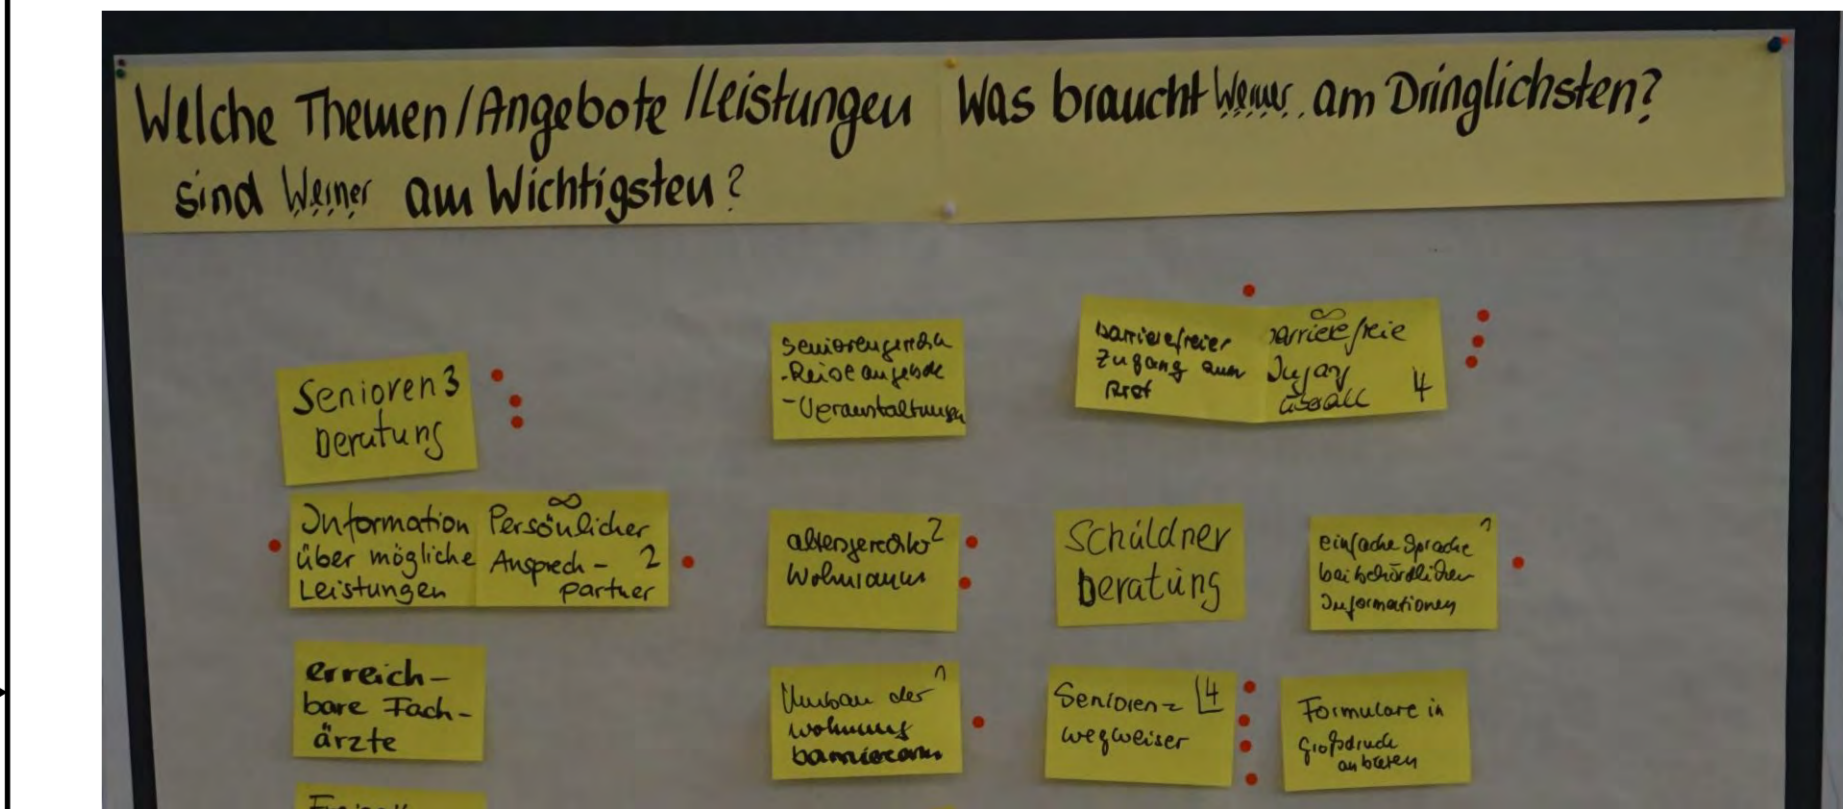 Welche Themen/Angebote/Leistungen
sind Werner am Wichtigsten?
Was braucht Werner am Dringlichsten?
Senioren 3
beratung
seniorengerechte
- Reiseangebote
- Veranstaltungen
barrierefreier
Zugang zum
Arzt
∞
barrierefreie
Zugang
überall 4
Information
über mögliche
Leistungen
∞
Persönlicher
Ansprech- 2
partner
altersgerechter 2
Wohnraum
Schuldner
beratung
einfache Sprache 1
bei behördlichen
Informationen
erreich-
bare Fach-
ärzte
Umbau der 1
Wohnung
barrierearm
Senioren= 4
wegweiser
Formulare in
Großdruck
anbieten